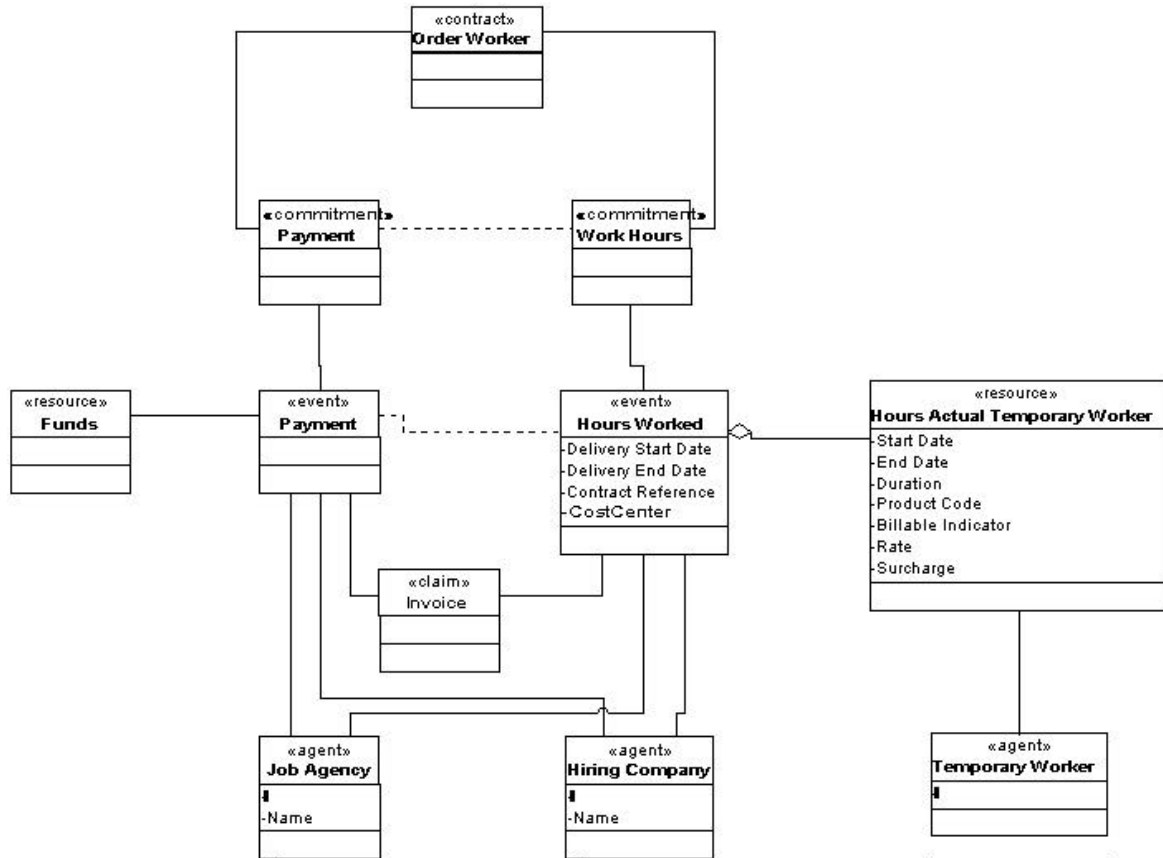 «contract»
Order Worker
«commitment»
Payment
«commitment»
Work Hours
«resource»
Funds
«event»
Payment
«event»
Hours Worked
-Delivery Start Date
-Delivery End Date
-Contract Reference
-CostCenter
«resource»
Hours Actual Temporary Worker
-Start Date
-End Date
-Duration
-Product Code
-Billable Indicator
-Rate
-Surcharge
«claim»
Invoice
«agent»
Job Agency
-Name
«agent»
Hiring Company
-Name
«agent»
Temporary Worker